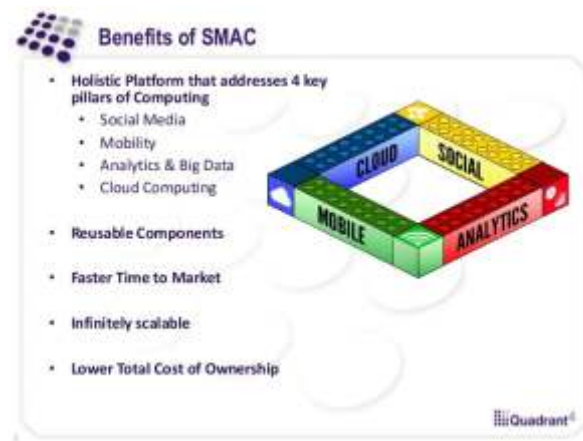 Benefits of SMAC
• Holistic Platform that addresses 4 key
pillars of Computing
• Social Media
• Mobility
• Analytics & Big Data
• Cloud Computing
• Reusable Components
• Faster Time to Market
• Infinitely scalable
• Lower Total Cost of Ownership
CLOUD
SOCIAL
MOBILE
ANALYTICS
Quadrant4